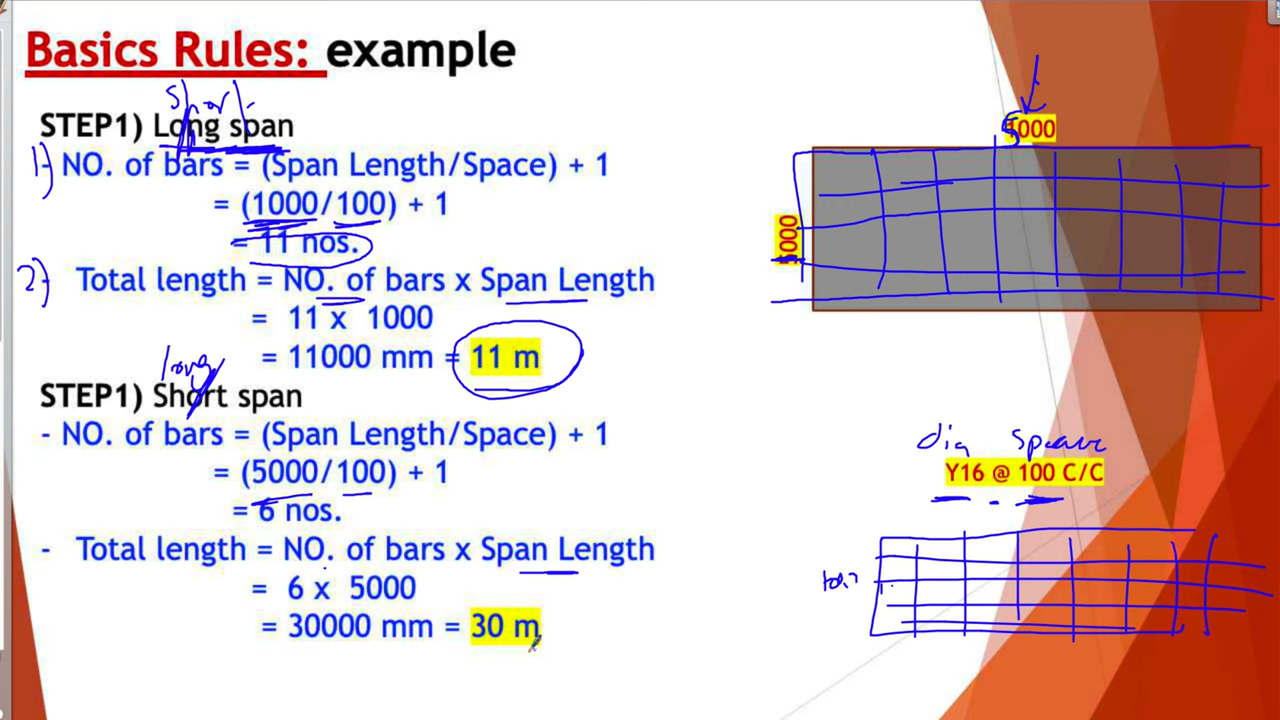 Basics Rules: example
Short
STEP1) Long span
1) NO. of bars = (Span Length/Space) + 1
= (1000/100) + 1
= 11 nos.
2) Total length = NO. of bars x Span Length
= 11 x 1000
= 11000 mm = 11 m
long
STEP1) Short span
- NO. of bars = (Span Length/Space) + 1
= (5000/100) + 1
= 6 nos.
- Total length = NO. of bars x Span Length
= 6 x 5000
= 30000 mm = 30 m
5000
dia space
Y16 @ 100 C/C